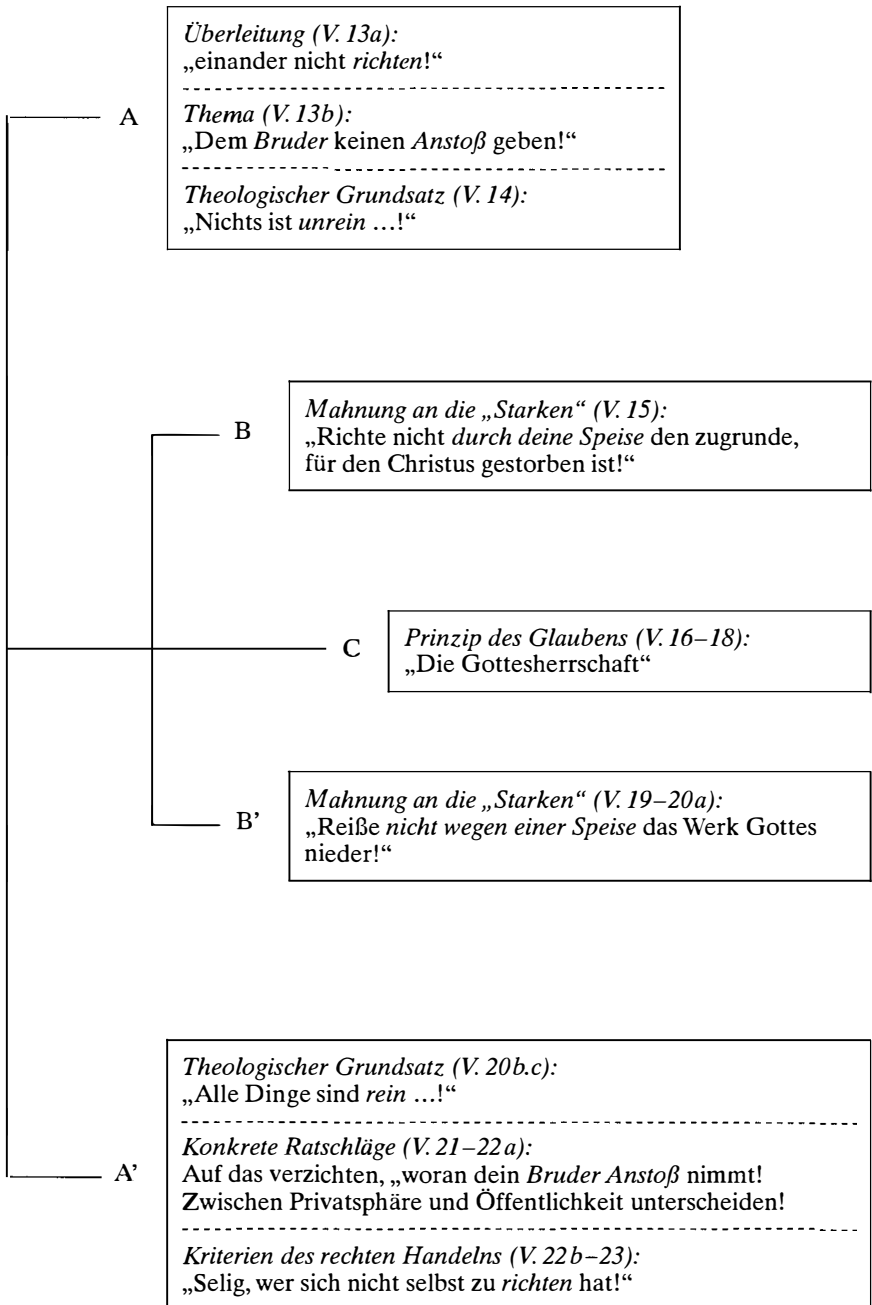 Überleitung (V. 13a):
„einander nicht richten!“
A
Thema (V. 13b):
„Dem Bruder keinen Anstoß geben!“
Theologischer Grundsatz (V. 14):
„Nichts ist unrein …!“
Mahnung an die „Starken“ (V. 15):
B
„Richte nicht durch deine Speise den zugrunde,
für den Christus gestorben ist!“
C
Prinzip des Glaubens (V. 16–18):
„Die Gottesherrschaft“
Mahnung an die „Starken“ (V. 19–20a):
B’
„Reiße nicht wegen einer Speise das Werk Gottes
nieder!“
Theologischer Grundsatz (V. 20b.c):
„Alle Dinge sind rein …!“
Konkrete Ratschläge (V. 21–22a):
A’
Auf das verzichten, „woran dein Bruder Anstoß nimmt!
Zwischen Privatsphäre und Öffentlichkeit unterscheiden!
Kriterien des rechten Handelns (V. 22b–23):
„Selig, wer sich nicht selbst zu richten hat!“